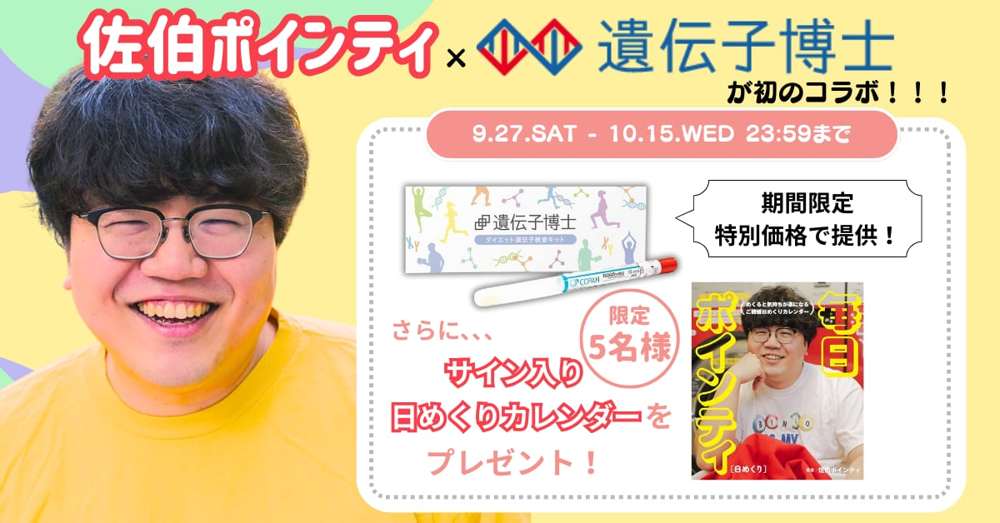 佐伯ポインティ
×
遺伝子博士
が初のコラボ!!!
9.27.SAT - 10.15.WED 23:59まで
遺伝子博士
ダイエット遺伝子検査キット
XY
XY
COPAN
FLOQSwabs
期間限定
特別価格で提供!
限定
5名様
さらに、、、
サイン入り
日めくりカレンダーを
プレゼント!
めくると気持ちが楽になる
ご機嫌日めくりカレンダー
毎日
ポインティ
[日めくり]
BINGO
IS MY
著者:佐伯ポインティ